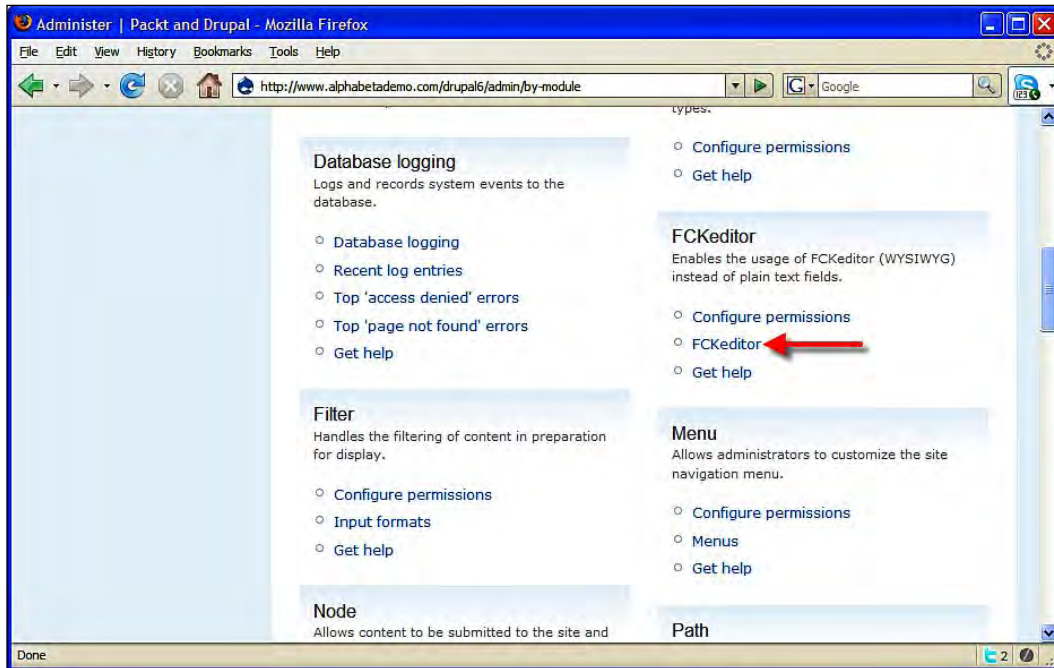 Administer | Packt and Drupal - Mozilla Firefox
File Edit View History Bookmarks Tools Help
http://www.alphabetademo.com/drupal6/admin/by-module
G Google
123
Database logging
Logs and records system events to the
database.
Database logging
Recent log entries
Top 'access denied' errors
Top 'page not found' errors
Get help
Filter
Handles the filtering of content in preparation
for display.
Configure permissions
Input formats
Get help
Node
Allows content to be submitted to the site and
types.
Configure permissions
Get help
FCKeditor
Enables the usage of FCKeditor (WYSIWYG)
instead of plain text fields.
Configure permissions
FCKeditor
Get help
Menu
Allows administrators to customize the site
navigation menu.
Configure permissions
Menus
Get help
Path
Done
2